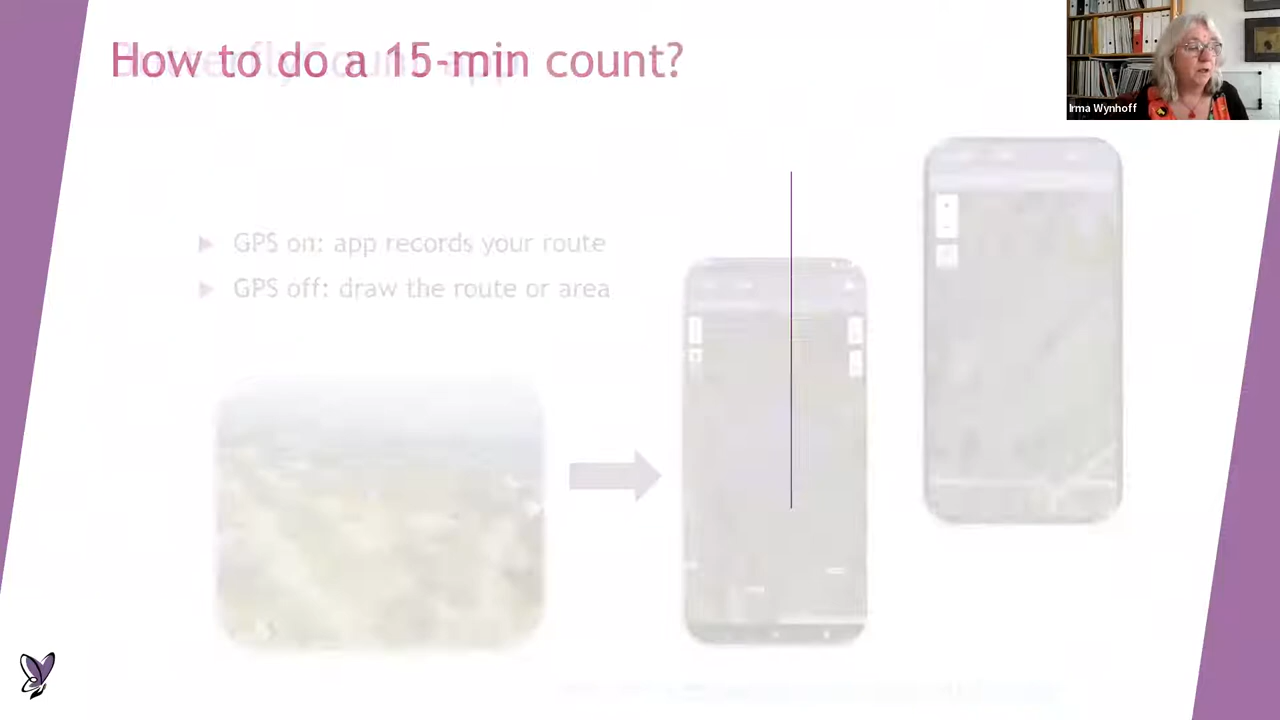 How to do a 15-min count?
Irma Wynhoff
GPS on: app records your route
GPS off: draw the route or area